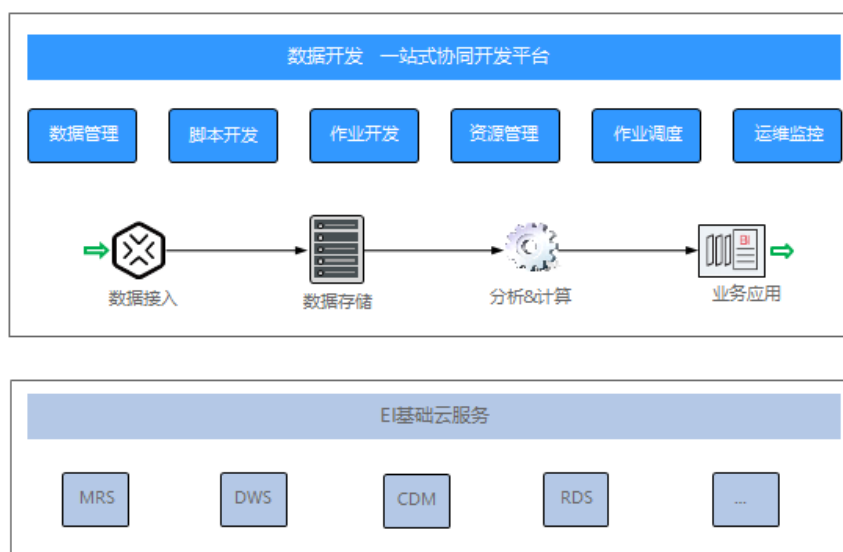 数据开发 一站式协同开发平台
数据管理 脚本开发 作业开发 资源管理 作业调度 运维监控
BI
数据接入 数据存储 分析&计算 业务应用
EI基础云服务
MRS DWS CDM RDS ...